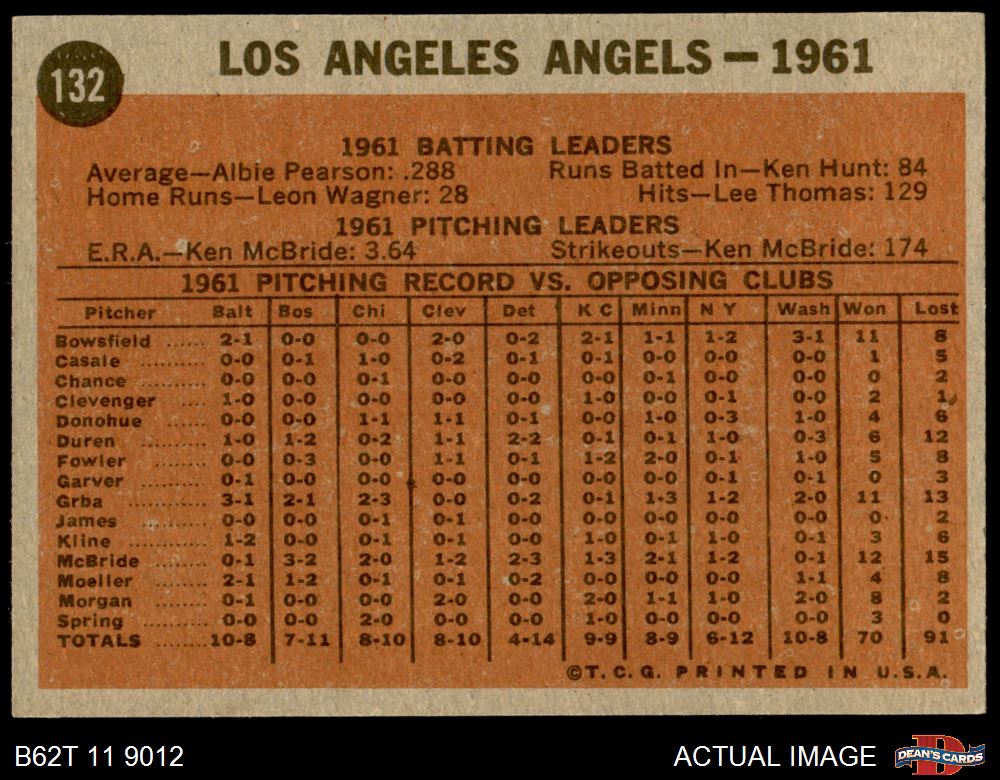 132
LOS ANGELES ANGELS — 1961
1961 BATTING LEADERS
Average—Albie Pearson: .288 Runs Batted In—Ken Hunt: 84
Home Runs—Leon Wagner: 28 Hits—Lee Thomas: 129
1961 PITCHING LEADERS
E.R.A.—Ken McBride: 3.64 Strikeouts—Ken McBride: 174
1961 PITCHING RECORD VS. OPPOSING CLUBS
Pitcher Balt Bos Chi Clev Det K C Minn N Y Wash Won Lost
Bowsfield ...... 2-1 0-0 0-0 2-0 0-2 2-1 1-1 1-2 3-1 11 8
Casale .......... 0-0 0-1 1-0 0-2 0-1 0-1 0-0 0-0 0-0 1 5
Chance ......... 0-0 0-0 0-1 0-0 0-0 0-0 0-1 0-0 0-0 0 2
Clevenger .... 1-0 0-0 0-0 0-0 0-0 1-0 0-0 0-1 0-0 2 1
Donohue ...... 0-0 0-0 1-1 1-1 0-1 0-0 1-0 0-3 1-0 4 6
Duren .......... 1-0 1-2 0-2 1-1 2-2 0-1 0-1 1-0 0-3 6 12
Fowler ......... 0-0 0-3 0-0 1-1 0-1 1-2 2-0 0-1 1-0 5 8
Garver ......... 0-1 0-0 0-0 0-0 0-0 0-0 0-0 0-1 0-1 0 3
Grba ............ 3-1 2-1 2-3 0-0 0-2 0-1 1-3 1-2 2-0 11 13
James .......... 0-0 0-0 0-1 0-1 0-0 0-0 0-0 0-0 0-0 0 2
Kline ........... 1-2 0-0 0-1 0-1 0-0 1-0 0-1 1-0 0-1 3 6
McBride ...... 0-1 3-2 2-0 1-2 2-3 1-3 2-1 1-2 0-1 12 15
Moeller ........ 2-1 1-2 0-1 0-1 0-2 0-0 0-0 0-0 1-1 4 8
Morgan ........ 0-1 0-0 0-0 2-0 0-0 2-0 1-1 1-0 2-0 8 2
Spring .......... 0-0 0-0 2-0 0-0 0-0 1-0 0-0 0-0 0-0 3 0
TOTALS ...... 10-8 7-11 8-10 8-10 4-14 9-9 8-9 6-12 10-8 70 91
©T. C. G. PRINTED IN U.S.A.
B62T 11 9012 ACTUAL IMAGE DEAN'S CARDS